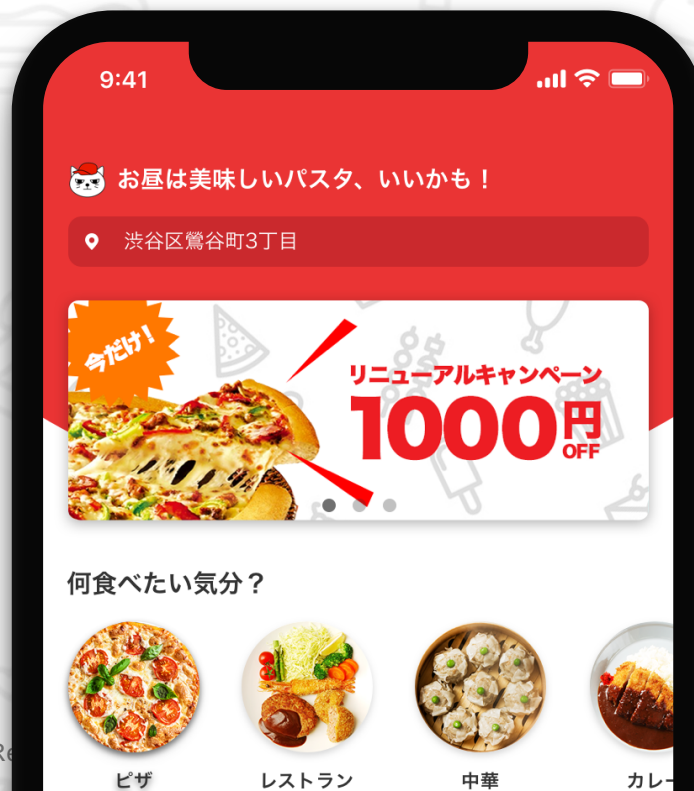 9:41
お昼は美味しいパスタ、いいかも！
渋谷区鶯谷町3丁目
今だけ！
リニューアルキャンペーン
1000円
OFF
何食べたい気分？
ピザ
レストラン
中華
カレー